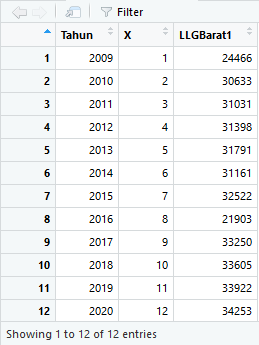 Filter
Tahun X LLGBarat1
1 2009 1 24466
2 2010 2 30633
3 2011 3 31031
4 2012 4 31398
5 2013 5 31791
6 2014 6 31161
7 2015 7 32522
8 2016 8 21903
9 2017 9 33250
10 2018 10 33605
11 2019 11 33922
12 2020 12 34253
Showing 1 to 12 of 12 entries